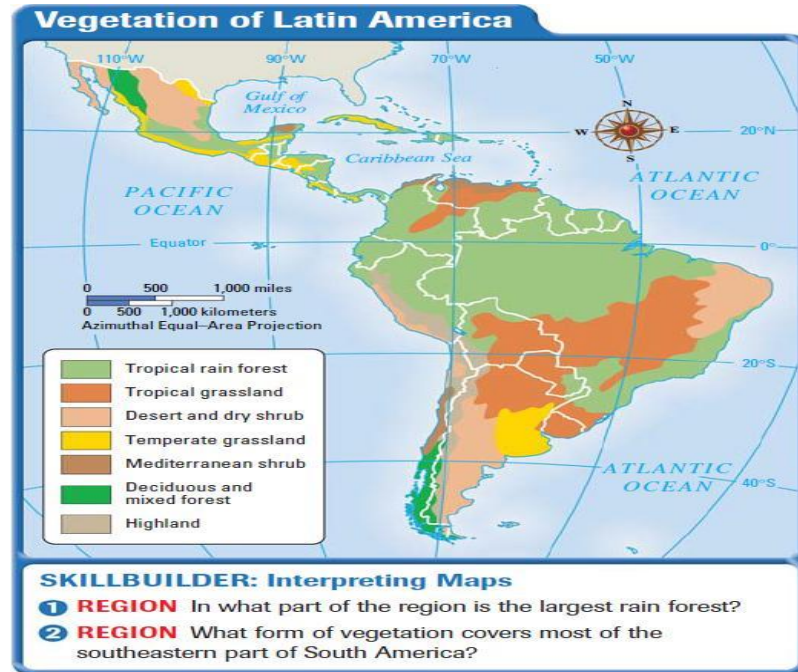 Vegetation of Latin America
110°W
90°W
70°W
50°W
Gulf of
Mexico
N
W
E
S
20°N
Caribbean Sea
ATLANTIC
OCEAN
PACIFIC
OCEAN
Equator
0°
0 500 1,000 miles
0 500 1,000 kilometers
Azimuthal Equal–Area Projection
Tropical rain forest
Tropical grassland
Desert and dry shrub
Temperate grassland
Mediterranean shrub
Deciduous and
mixed forest
Highland
20°S
ATLANTIC
OCEAN
40°S
SKILLBUILDER: Interpreting Maps
1 REGION In what part of the region is the largest rain forest?
2 REGION What form of vegetation covers most of the
southeastern part of South America?